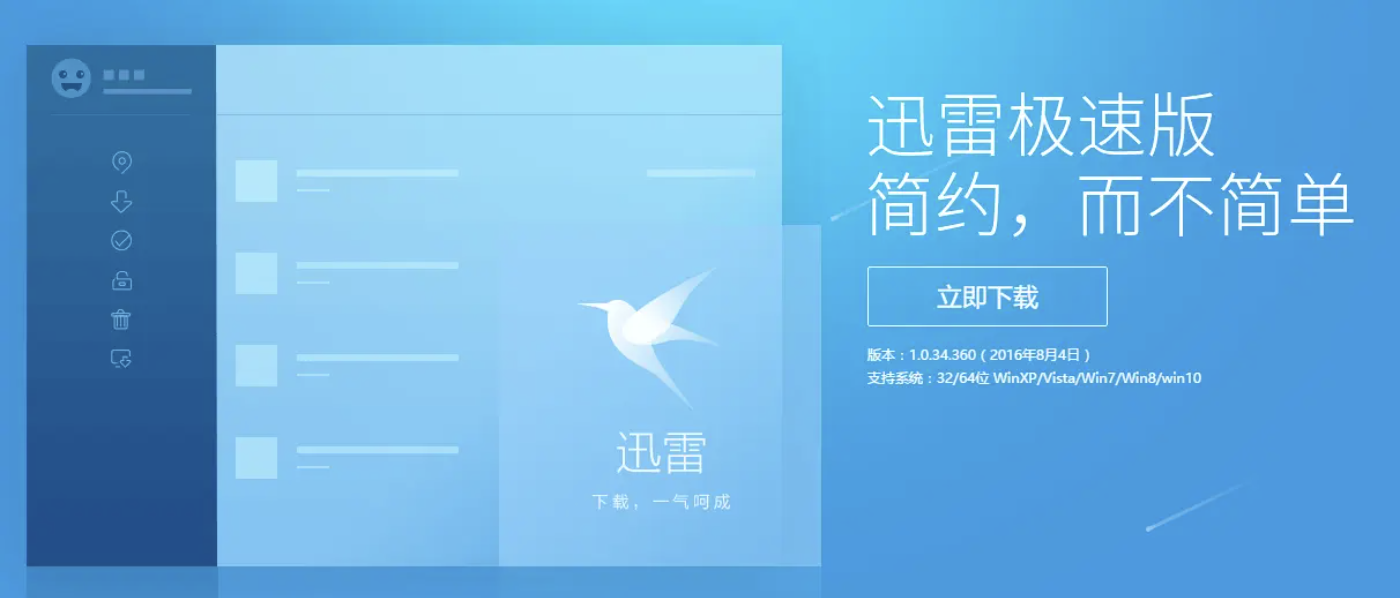 迅雷极速版
简约，而不简单
立即下载
版本：1.0.34.360（2016年8月4日）
支持系统：32/64位 WinXP/Vista/Win7/Win8/win10
迅雷
下载，一气呵成